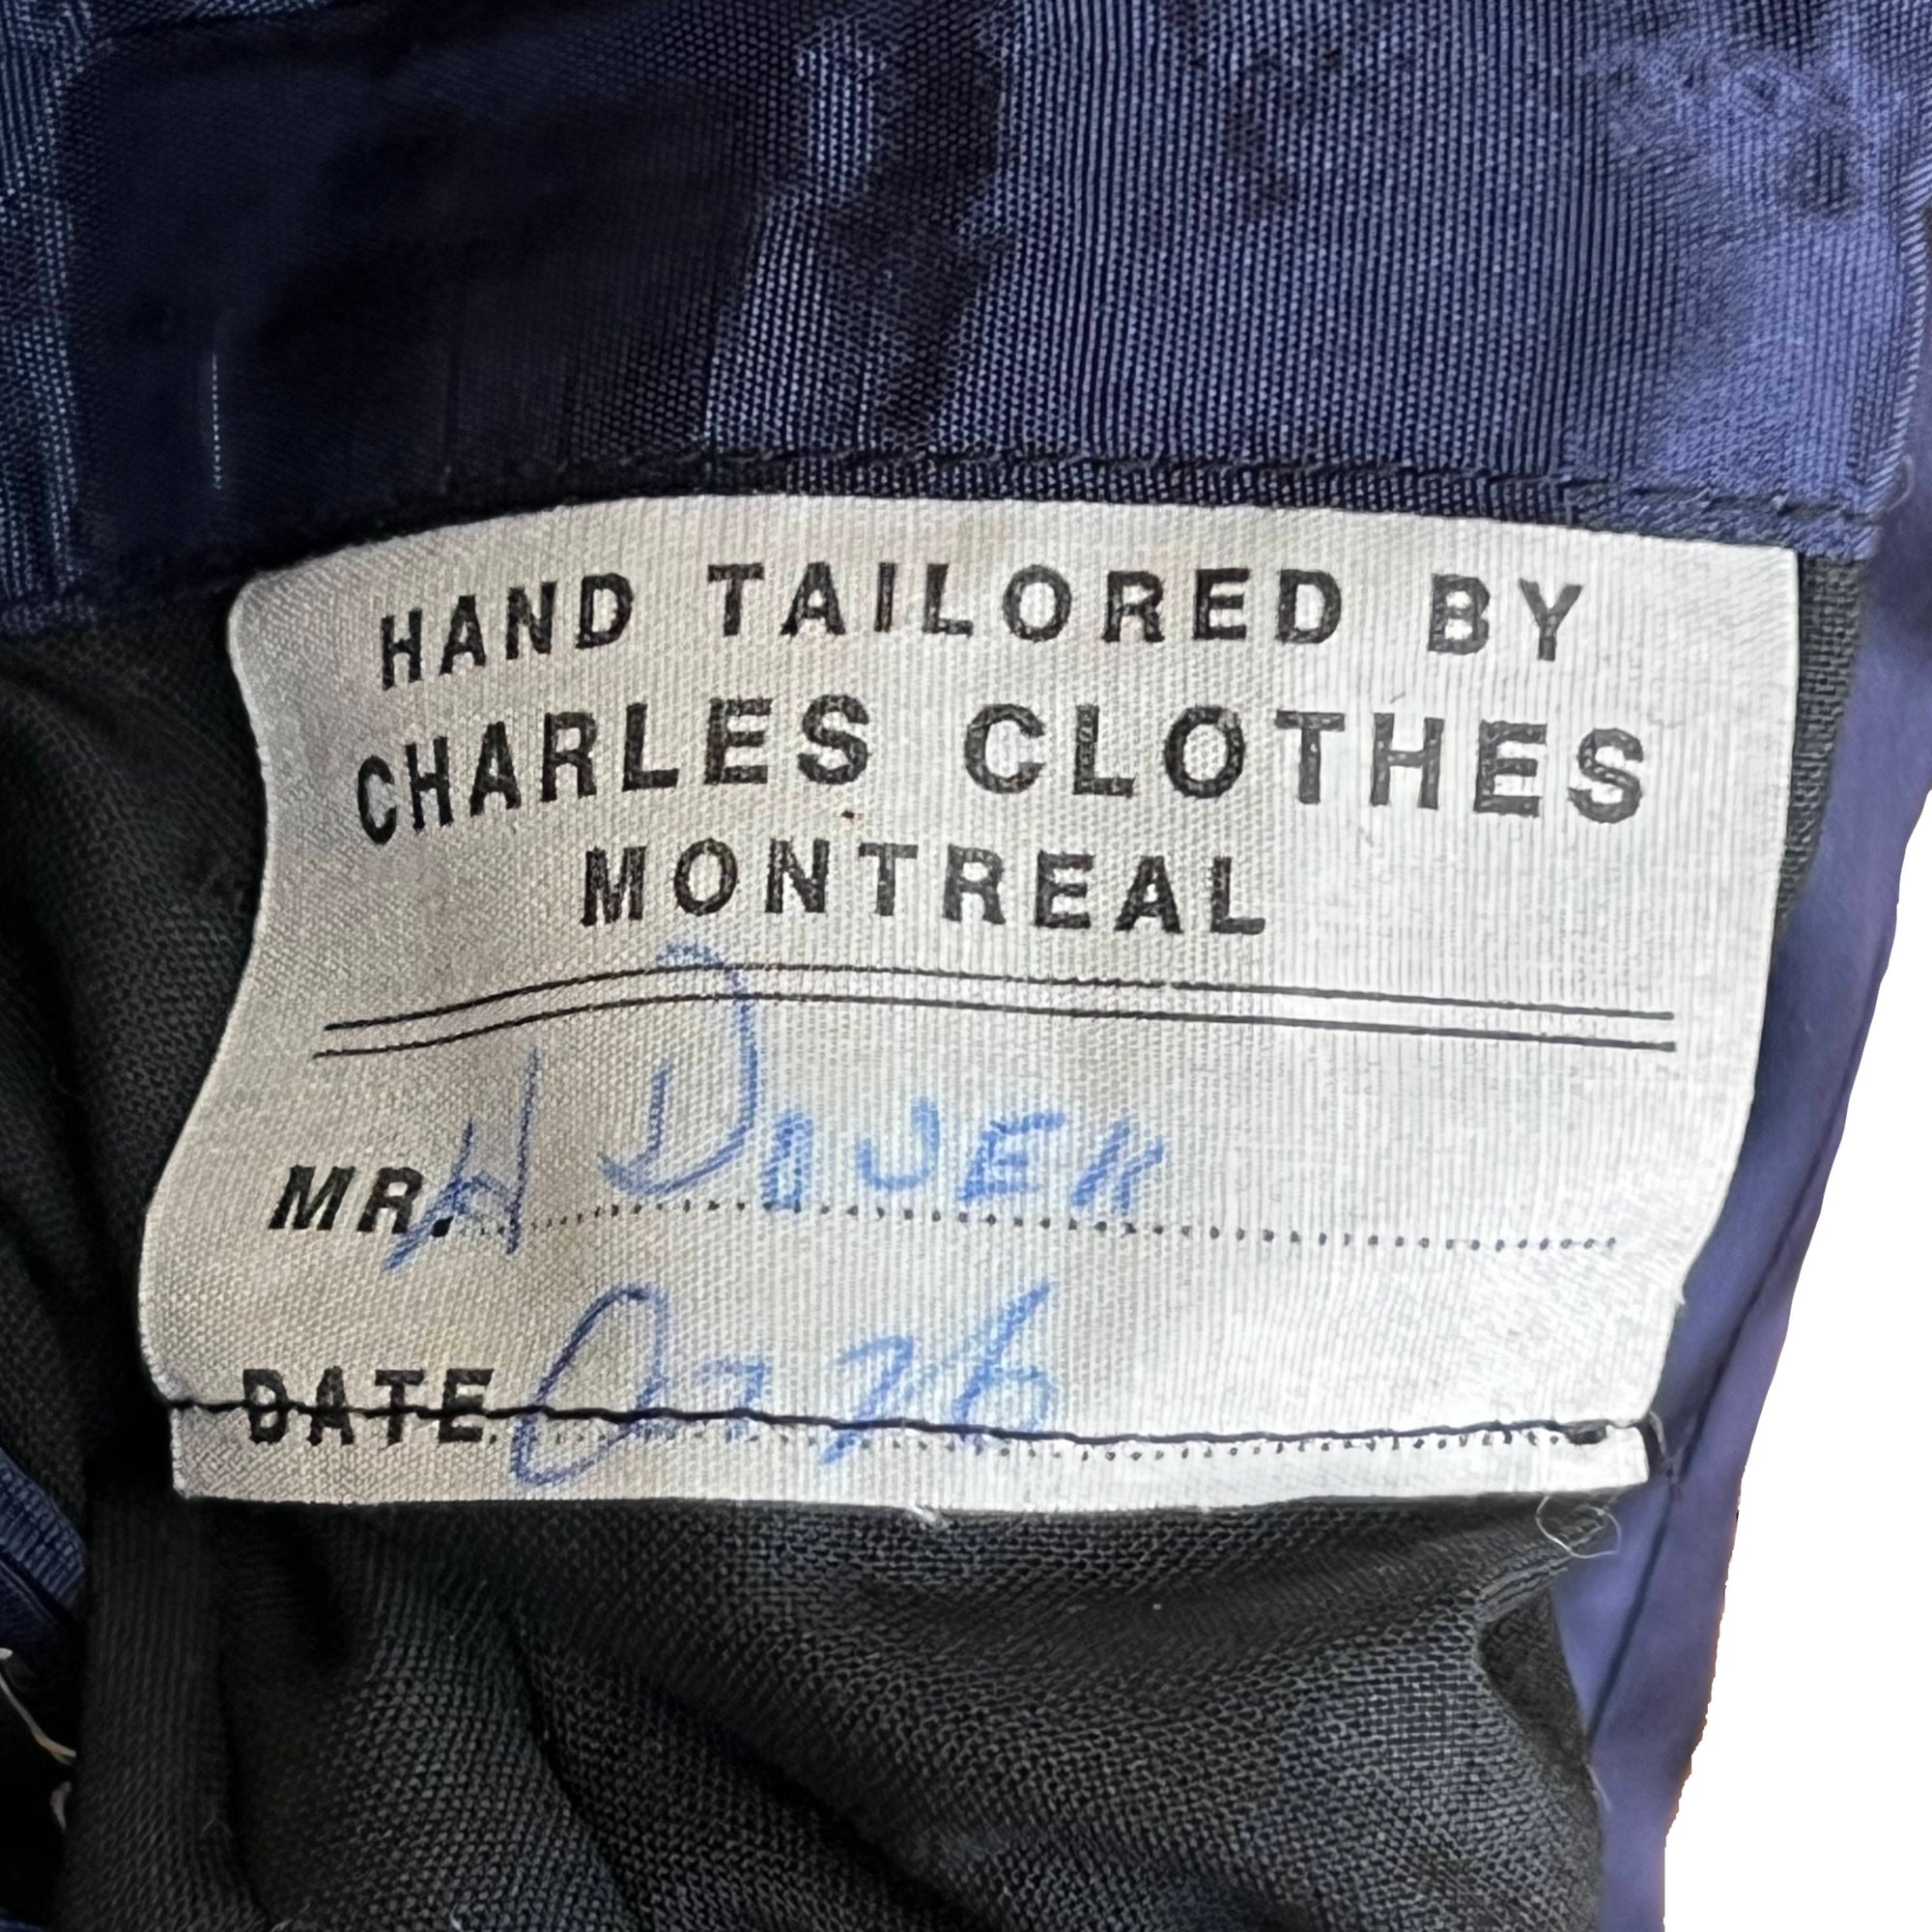 HAND TAILORED BY
CHARLES CLOTHES
MONTREAL
MR. H
DATE.